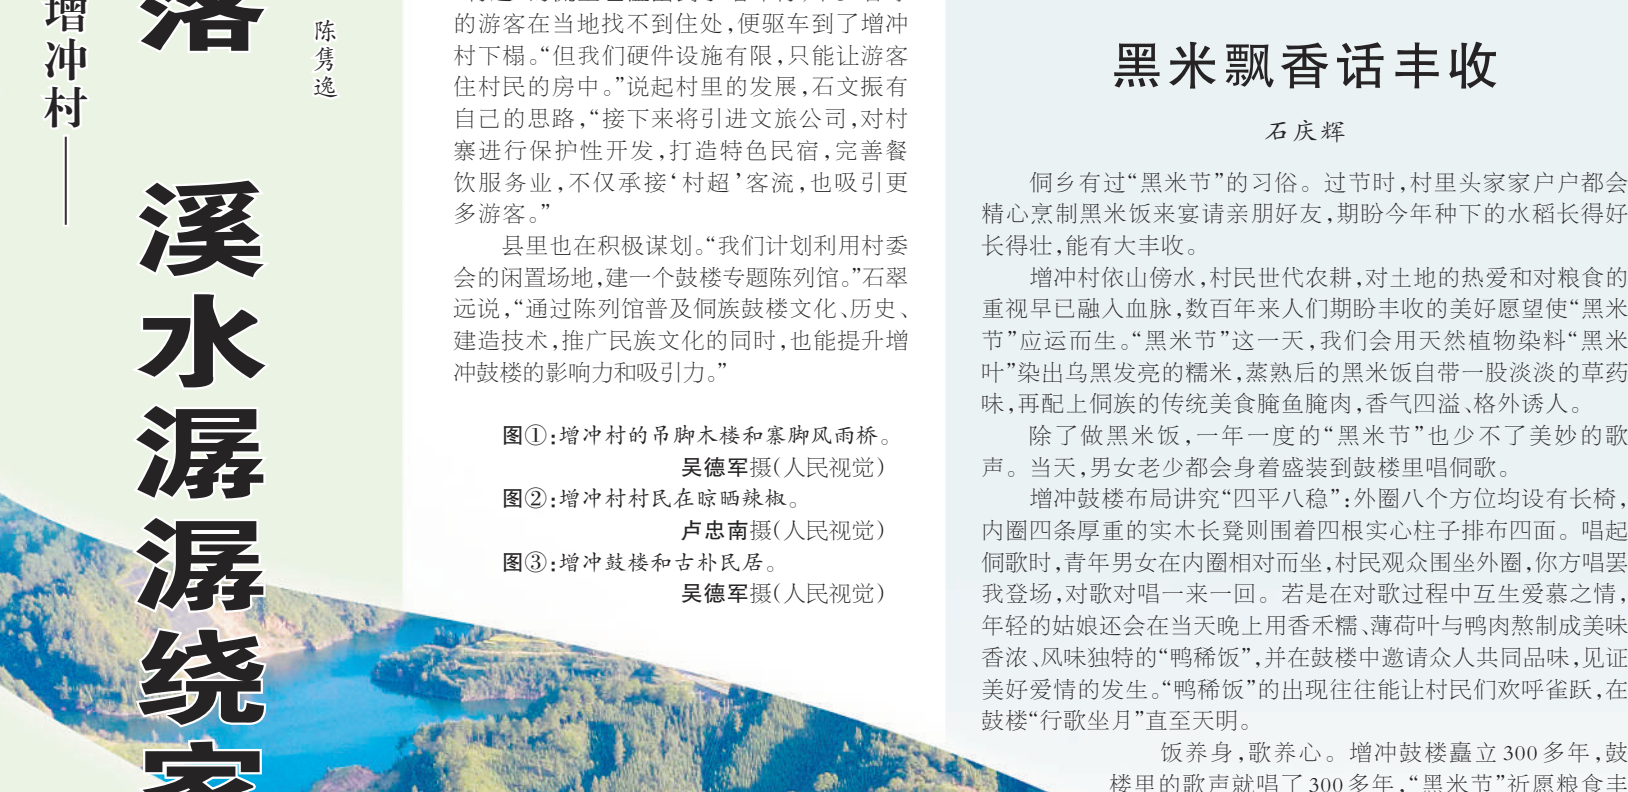 增冲村——
落 溪水潺潺绕家
陈隽逸
的游客在当地找不到住处，便驱车到了增冲
村下榻。“但我们硬件设施有限，只能让游客
住村民的房中。”说起村里的发展，石文振有
自己的思路，“接下来将引进文旅公司，对村
寨进行保护性开发，打造特色民宿，完善餐
饮服务业，不仅承接‘村超’客流，也吸引更
多游客。”
县里也在积极谋划。“我们计划利用村委
会的闲置场地，建一个鼓楼专题陈列馆。”石翠
远说，“通过陈列馆普及侗族鼓楼文化、历史、
建造技术，推广民族文化的同时，也能提升增
冲鼓楼的影响力和吸引力。”
图①：增冲村的吊脚木楼和寨脚风雨桥。
吴德军摄（人民视觉）
图②：增冲村村民在晾晒辣椒。
卢忠南摄（人民视觉）
图③：增冲鼓楼和古朴民居。
吴德军摄（人民视觉）
黑米飘香话丰收
石庆辉
侗乡有过“黑米节”的习俗。过节时，村里头家家户户都会
精心烹制黑米饭来宴请亲朋好友，期盼今年种下的水稻长得好
长得壮，能有大丰收。
增冲村依山傍水，村民世代农耕，对土地的热爱和对粮食的
重视早已融入血脉，数百年来人们期盼丰收的美好愿望使“黑米
节”应运而生。“黑米节”这一天，我们会用天然植物染料“黑米
叶”染出乌黑发亮的糯米，蒸熟后的黑米饭自带一股淡淡的草药
味，再配上侗族的传统美食腌鱼腌肉，香气四溢、格外诱人。
除了做黑米饭，一年一度的“黑米节”也少不了美妙的歌
声。当天，男女老少都会身着盛装到鼓楼里唱侗歌。
增冲鼓楼布局讲究“四平八稳”：外圈八个方位均设有长椅，
内圈四条厚重的实木长凳则围着四根实心柱子排布四面。唱起
侗歌时，青年男女在内圈相对而坐，村民观众围坐外圈，你方唱罢
我登场，对歌对唱一来一回。若是在对歌过程中互生爱慕之情，
年轻的姑娘还会在当天晚上用香禾糯、薄荷叶与鸭肉熬制成美味
香浓、风味独特的“鸭稀饭”，并在鼓楼中邀请众人共同品味，见证
美好爱情的发生。“鸭稀饭”的出现往往能让村民们欢呼雀跃，在
鼓楼“行歌坐月”直至天明。
饭养身，歌养心。增冲鼓楼矗立300多年，鼓
楼里的歌声就唱了300多年，“黑米节”祈愿粮食丰